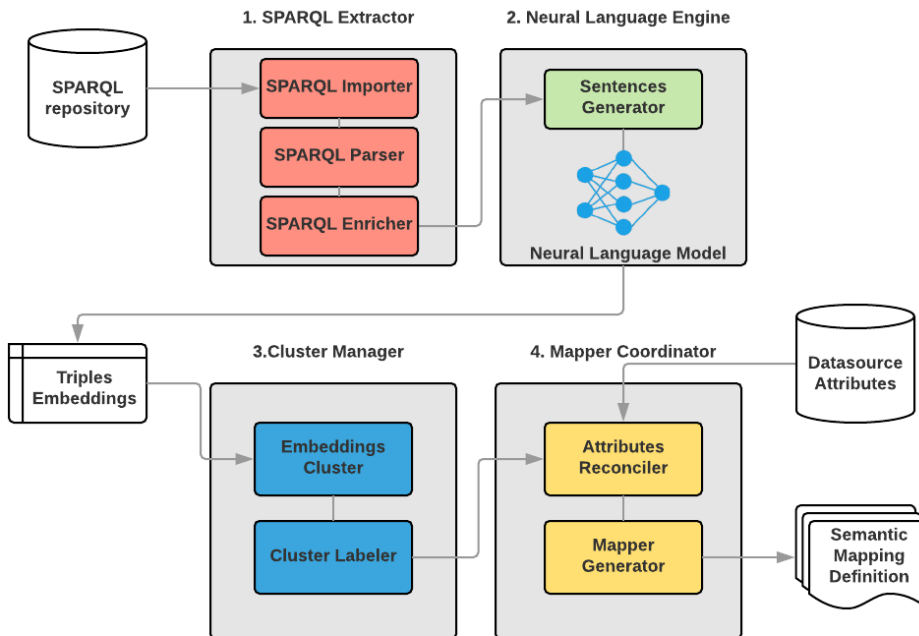 1. SPARQL Extractor
2. Neural Language Engine
SPARQL
repository
SPARQL Importer
SPARQL Parser
SPARQL Enricher
Sentences
Generator
Neural Language Model
Triples
Embeddings
3.Cluster Manager
4. Mapper Coordinator
Datasource
Attributes
Embeddings
Cluster
Cluster Labeler
Attributes
Reconciler
Mapper
Generator
Semantic
Mapping
Definition